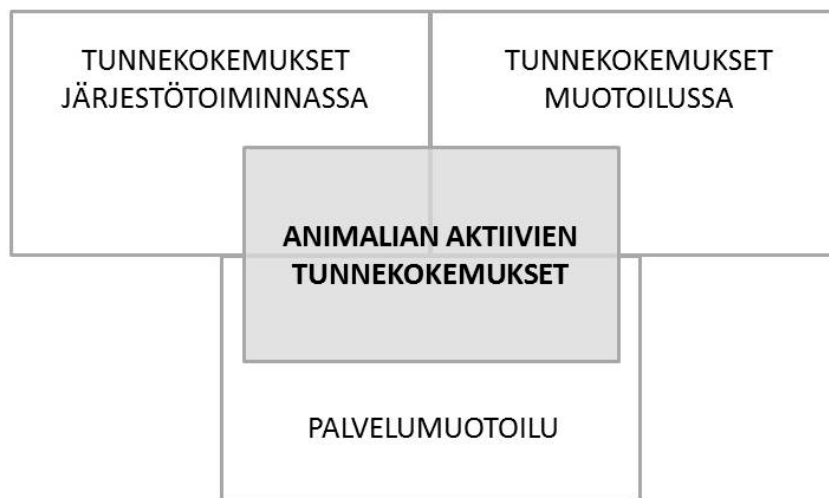 TUNNEKOKEMUKSET
JÄRJESTÖTOIMINNASSA
TUNNEKOKEMUKSET
MUOTOILUSSA
ANIMALIAN AKTIIVIEN
TUNNEKOKEMUKSET
PALVELUMUOTOILU